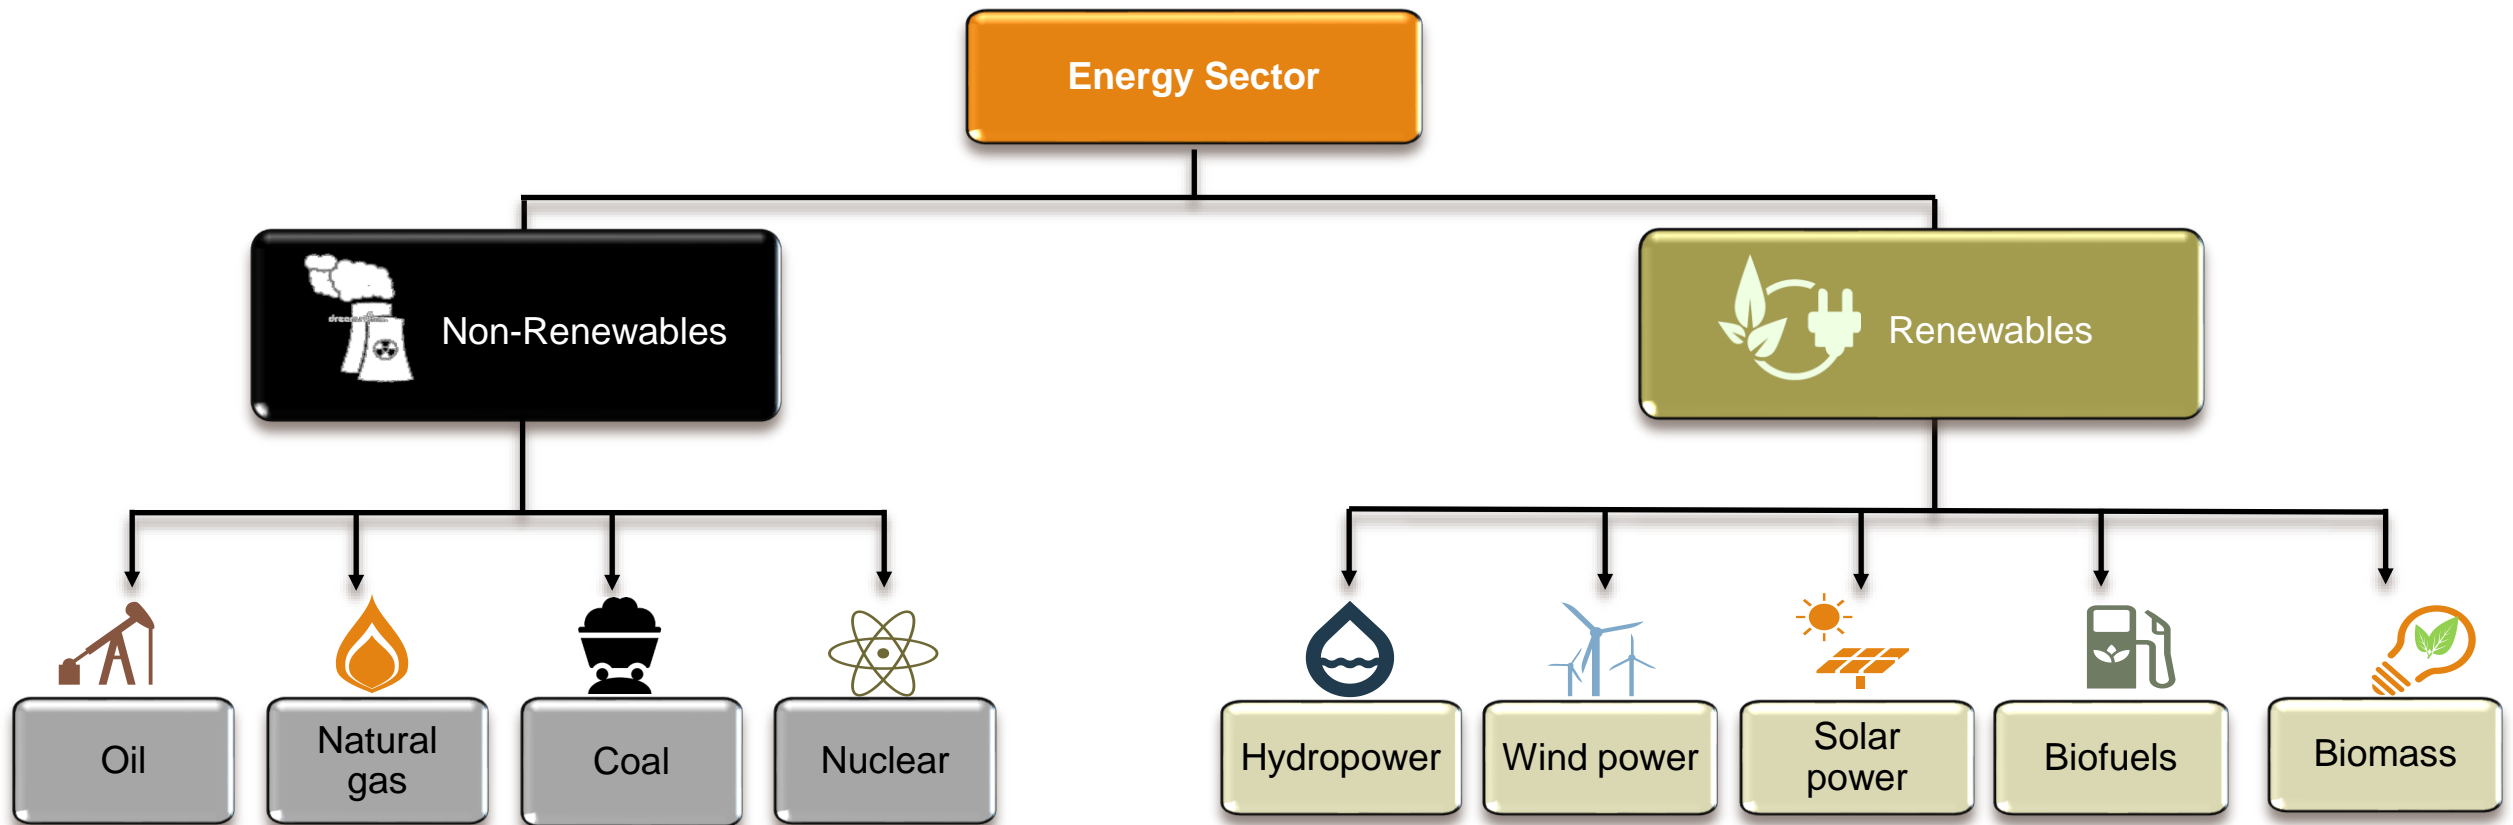 Energy Sector
Non-Renewables
Renewables
Oil
Natural
gas
Coal
Nuclear
Hydropower
Wind power
Solar
power
Biofuels
Biomass